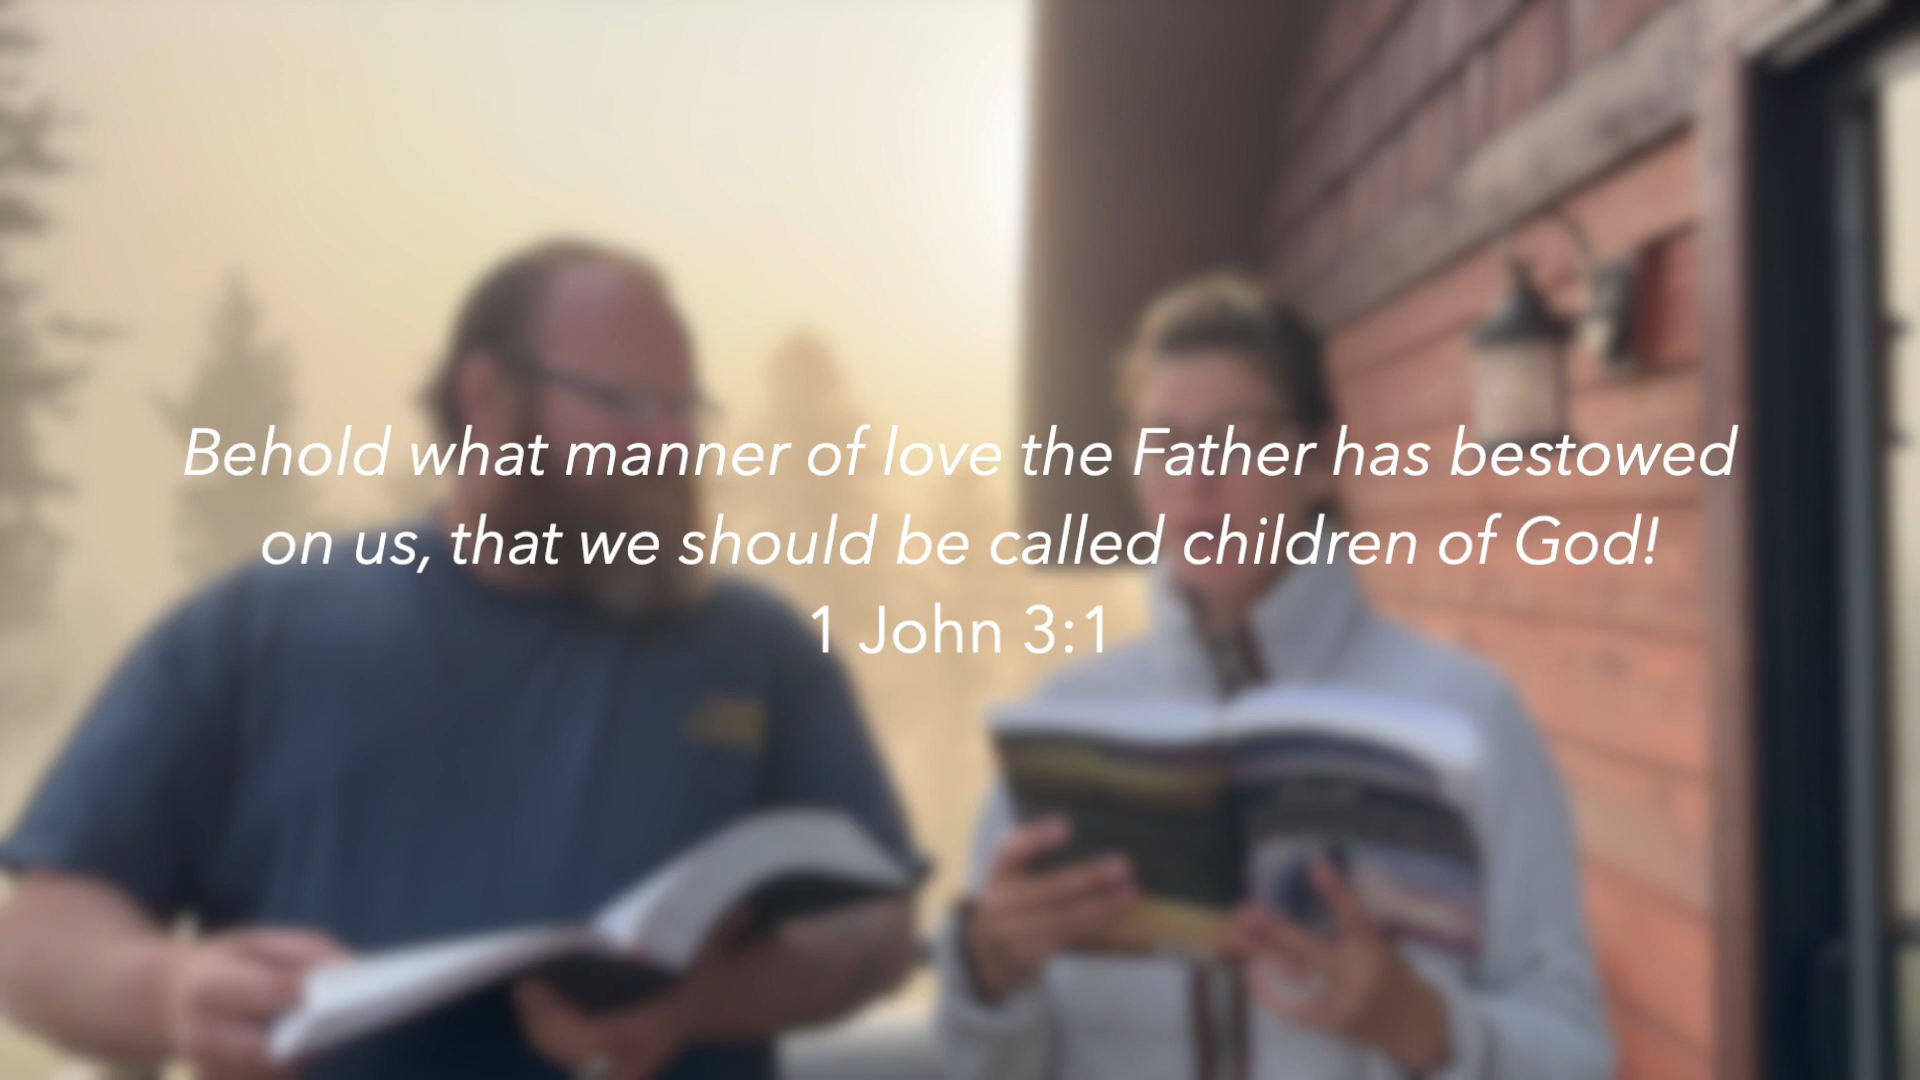 Behold what manner of love the Father has bestowed
on us, that we should be called children of God!
1 John 3:1